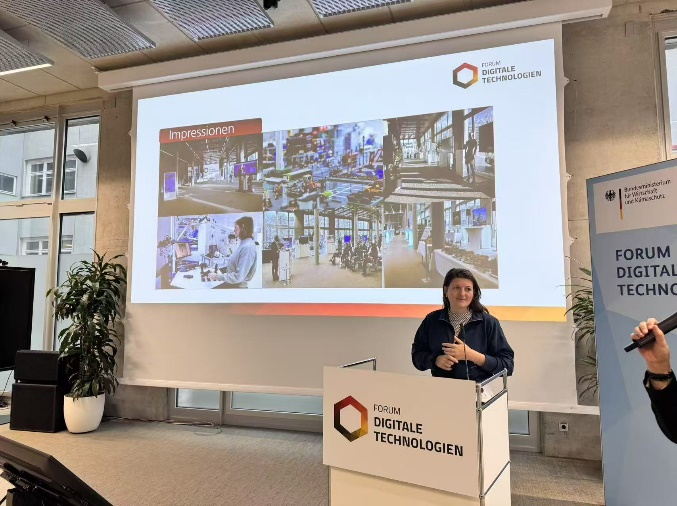 FORUM
DIGITALE
TECHNOLOGIEN
Impressionen
Bundesministerium
für Wirtschaft
und Klimaschutz
FORUM
DIGITAL
TECHNO
FORUM
DIGITALE
TECHNOLOGIEN